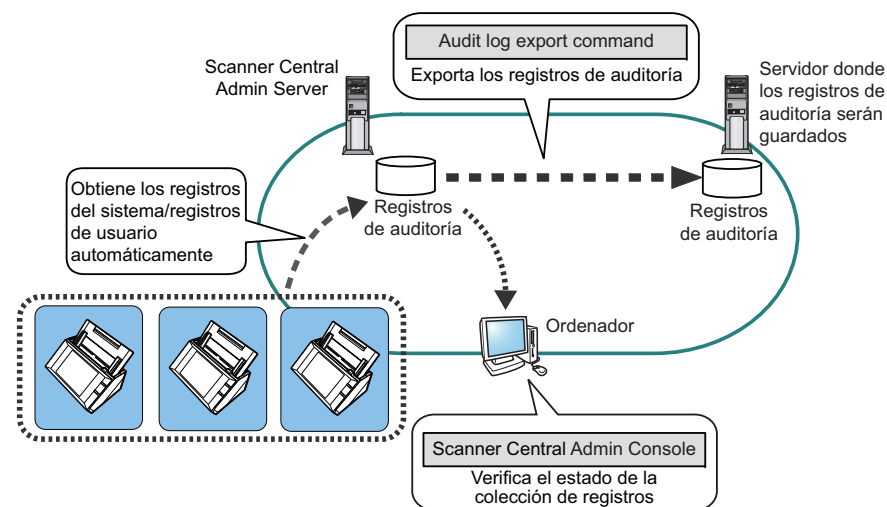 Audit log export command
Exporta los registros de auditoría
Scanner Central
Admin Server
Servidor donde
los registros de
auditoría serán
guardados
Obtiene los registros
del sistema/registros
de usuario
automáticamente
Registros
de auditoría
Registros
de auditoría
Ordenador
Scanner Central Admin Console
Verifica el estado de la
colección de registros